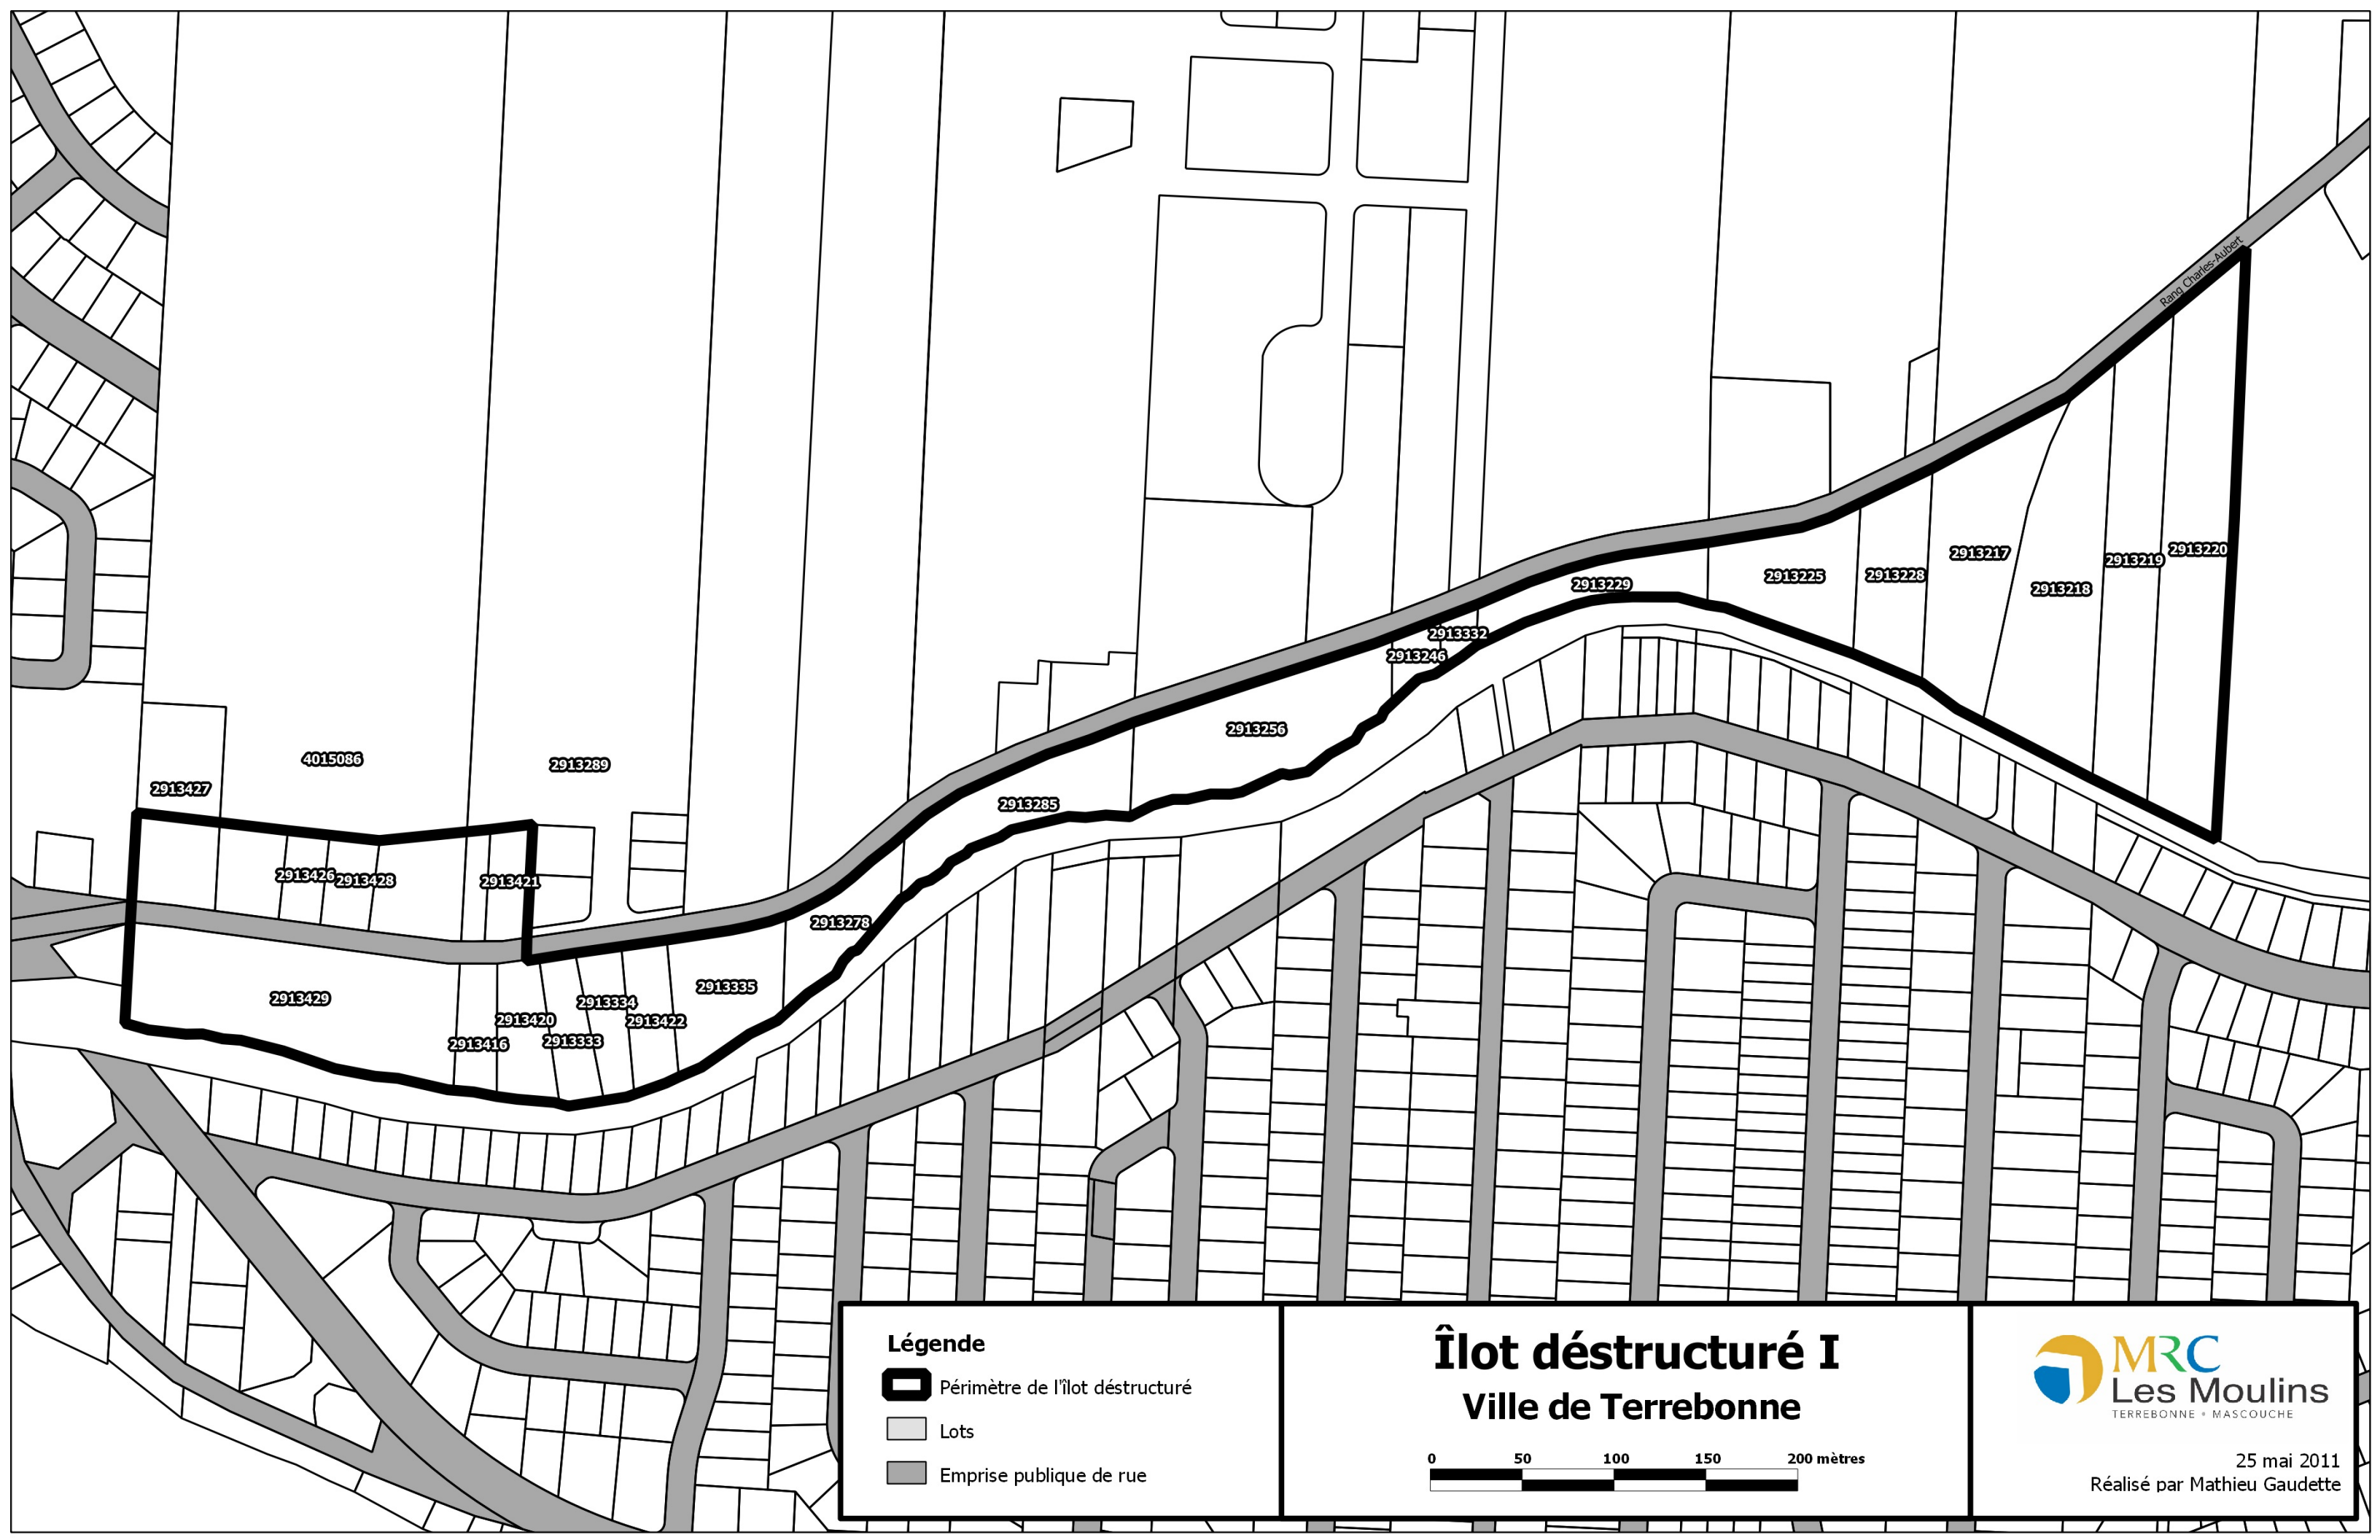 Rang Charles-Aubert
2913220
2913217
2913219
2913225
2913228
2913229
2913218
2913332
2913246
2913256
4015086
2913289
2913427
2913285
2913426
2913428
2913421
2913278
2913335
2913429
2913334
2913420
2913422
2913416
2913333
Légende
Périmètre de l'îlot déstructuré
Lots
Emprise publique de rue
Îlot déstructuré I
Ville de Terrebonne
0 50 100 150 200 mètres
MRC
Les Moulins
TERREBONNE • MASCOUCHE
25 mai 2011
Réalisé par Mathieu Gaudette